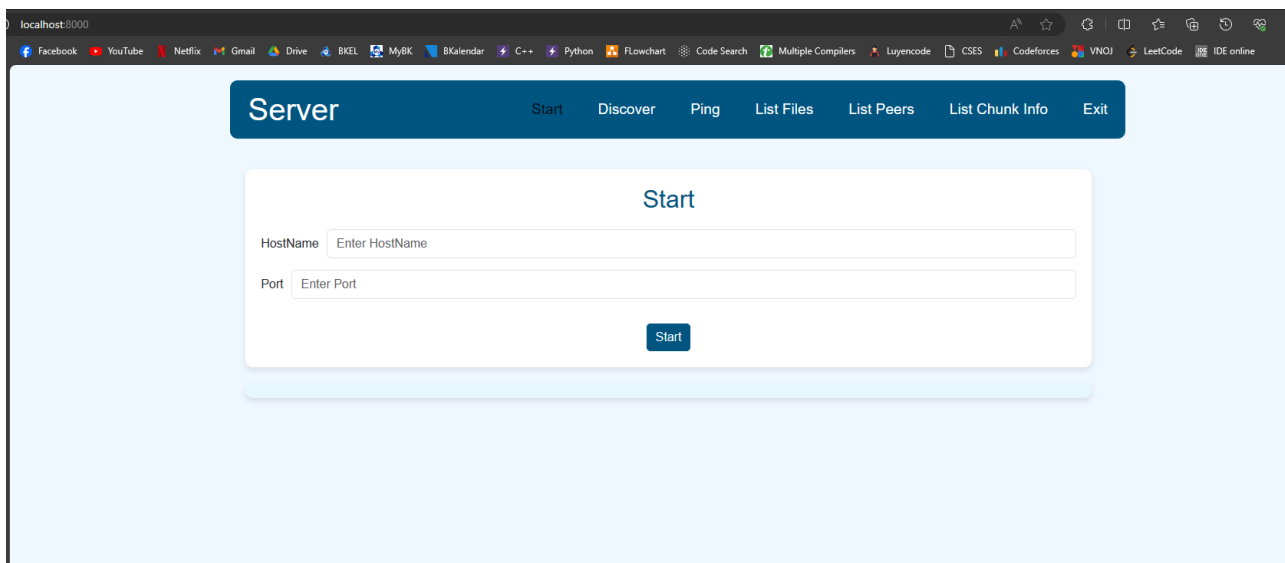 localhost:8000
Facebook YouTube Netflix Gmail Drive BKEL MyBK BKalendar C++ Python FLowchart Code Search Multiple Compilers Luyencode CSES Codeforces VNOJ LeetCode IDE online
Server Start Discover Ping List Files List Peers List Chunk Info Exit
Start
HostName Enter HostName
Port Enter Port
Start